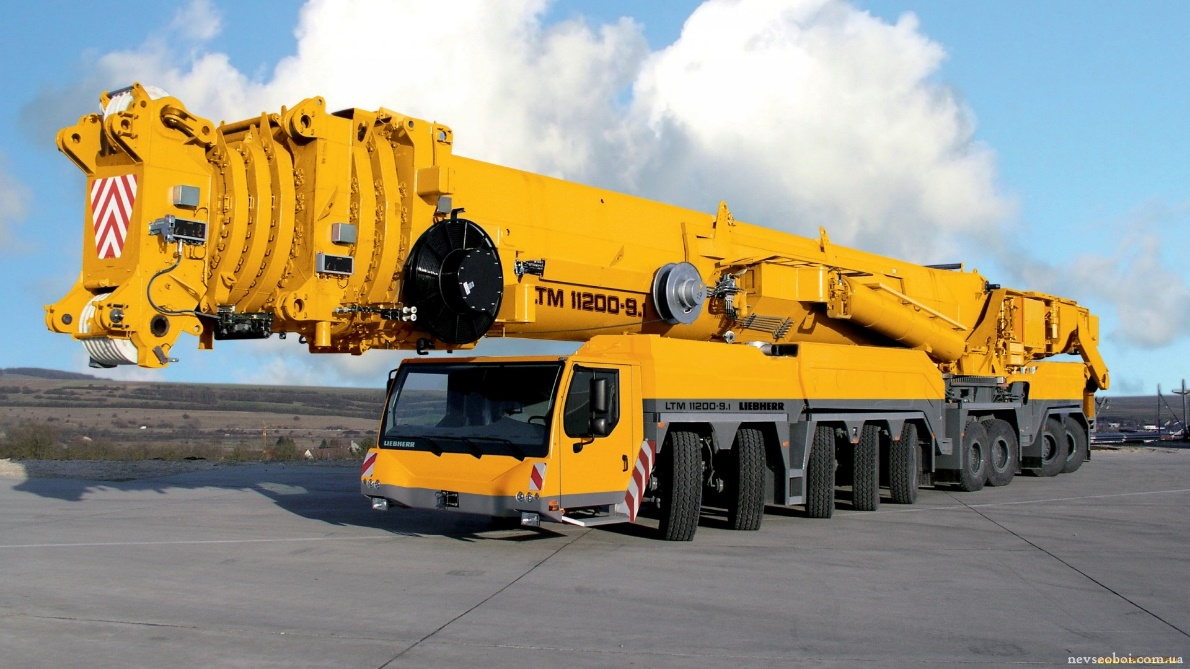 LTM 11200-9.1
LTM 11200-9.1 LIEBHERR
LIEBHERR
nevseoboi.com.ua